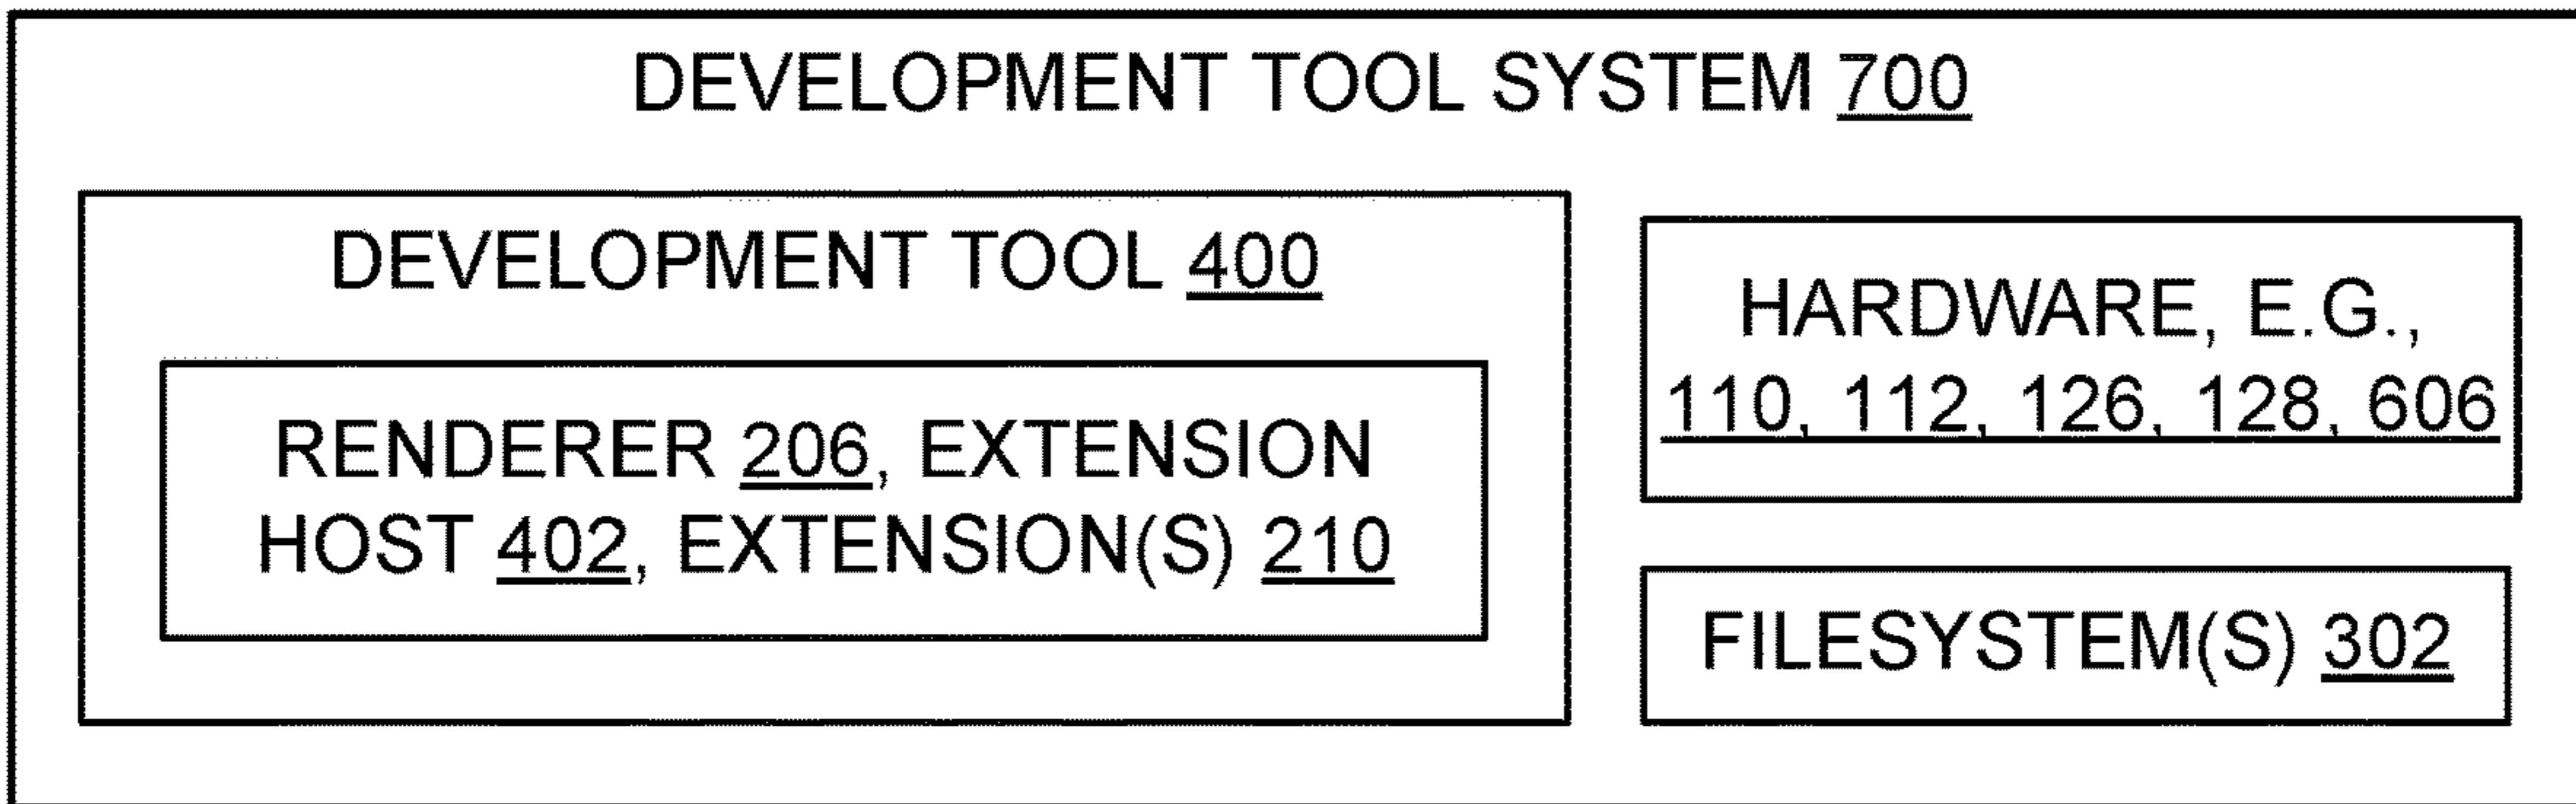 DEVELOPMENT TOOL SYSTEM 700
DEVELOPMENT TOOL 400
RENDERER 206, EXTENSION
HOST 402, EXTENSION(S) 210
HARDWARE, E.G.,
110, 112, 126, 128, 606
FILESYSTEM(S) 302